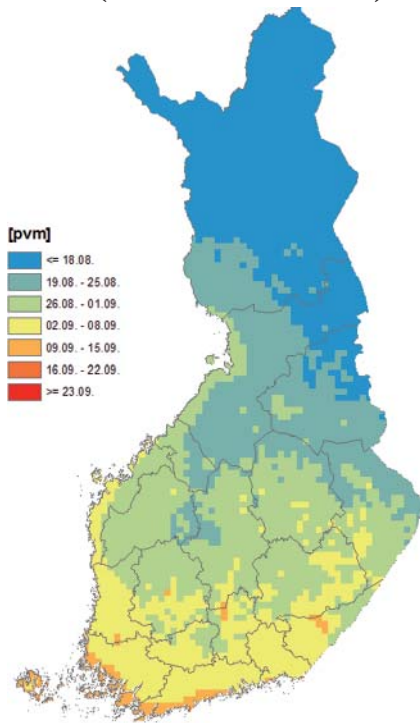 [pvm]
<= 18.08.
19.08. - 25.08.
26.08. - 01.09.
02.09. - 08.09.
09.09. - 15.09.
16.09. - 22.09.
>= 23.09.